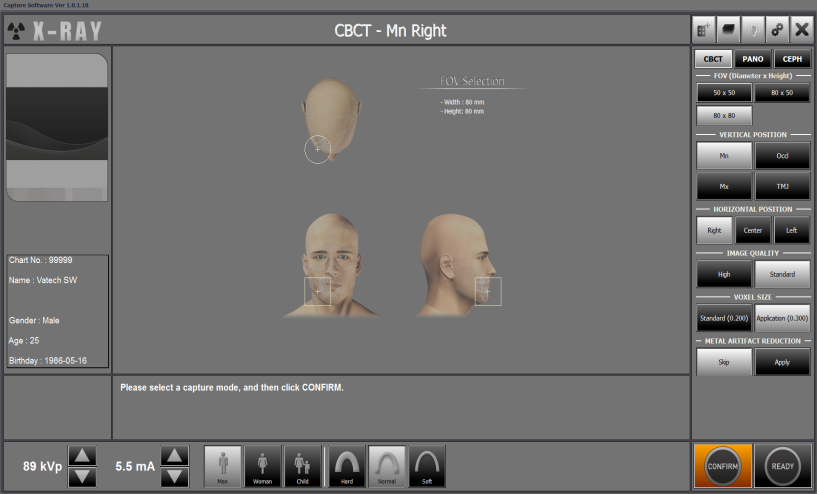 Capture Software Ver 1.0.1.10
X-RAY
CBCT - Mn Right
FOV Selection
- Width : 80 mm
- Height: 80 mm
Chart No. : 99999
Name : Vatech SW
Gender : Male
Age : 25
Birthday : 1986-05-16
CBCT PANO CEPH
FOV (Diameter x Height)
50 x 50 80 x 50
80 x 80
VERTICAL POSITION
Mn Occl
Mx TMJ
HORIZONTAL POSITION
Right Center Left
IMAGE QUALITY
High Standard
VOXEL SIZE
Standard (0.200) Application (0.300)
METAL ARTIFACT REDUCTION
Skip Apply
Please select a capture mode, and then click CONFIRM.
89 kVp
5.5 mA
Men Woman Child Hard Normal Soft
CONFIRM READY